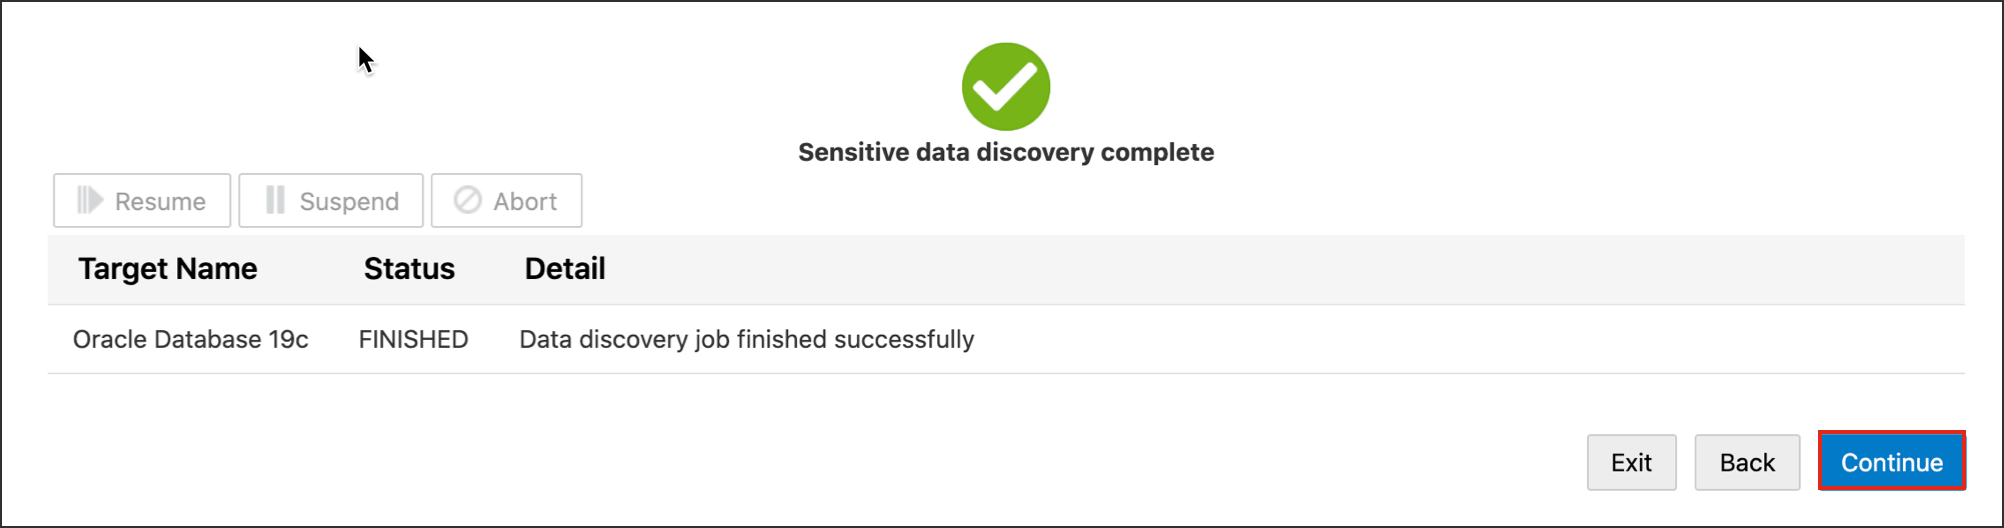 Sensitive data discovery complete
Resume Suspend Abort
Target Name Status Detail
Oracle Database 19c FINISHED Data discovery job finished successfully
Exit Back Continue